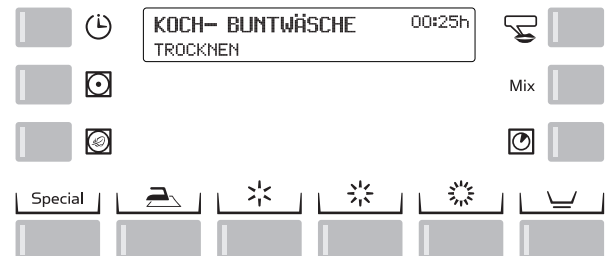 KOCH- BUNTWÄSCHE 00:25h
TROCKNEN
Mix
Special